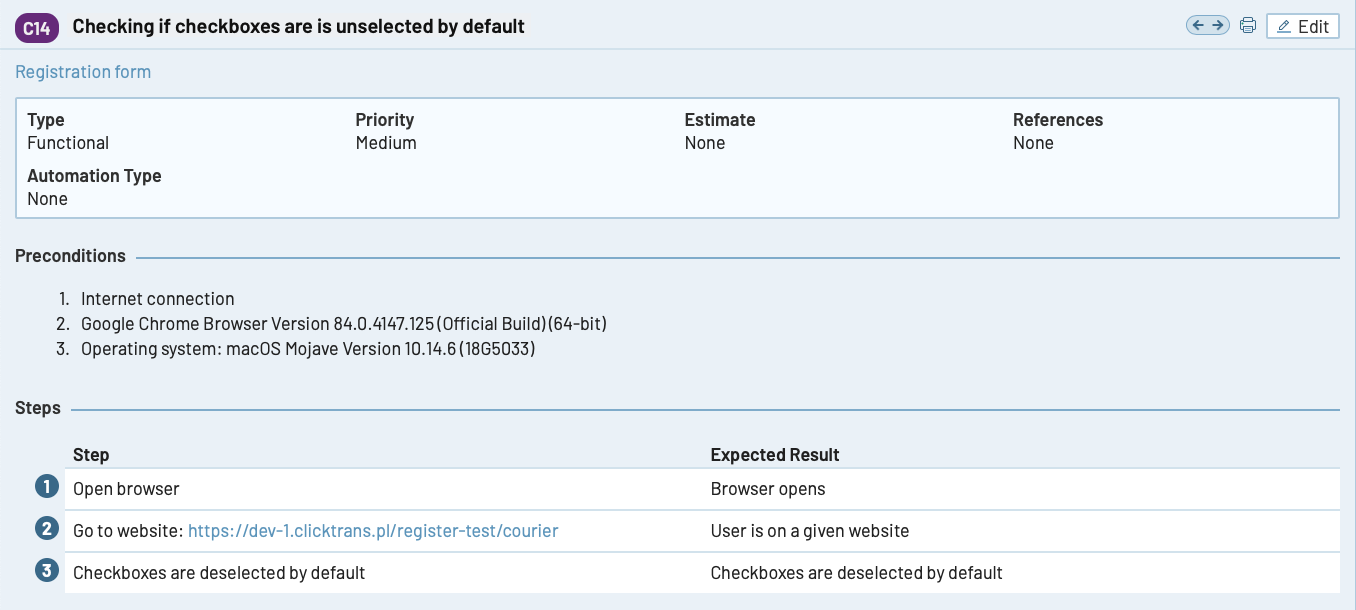 C14 Checking if checkboxes are is unselected by default
Edit
Registration form
Type Priority Estimate References
Functional Medium None None
Automation Type
None
Preconditions
1. Internet connection
2. Google Chrome Browser Version 84.0.4147.125 (Official Build) (64-bit)
3. Operating system: macOS Mojave Version 10.14.6 (18G5033)
Steps
Step Expected Result
1 Open browser Browser opens
2 Go to website: https://dev-1.clicktrans.pl/register-test/courier User is on a given website
3 Checkboxes are deselected by default Checkboxes are deselected by default